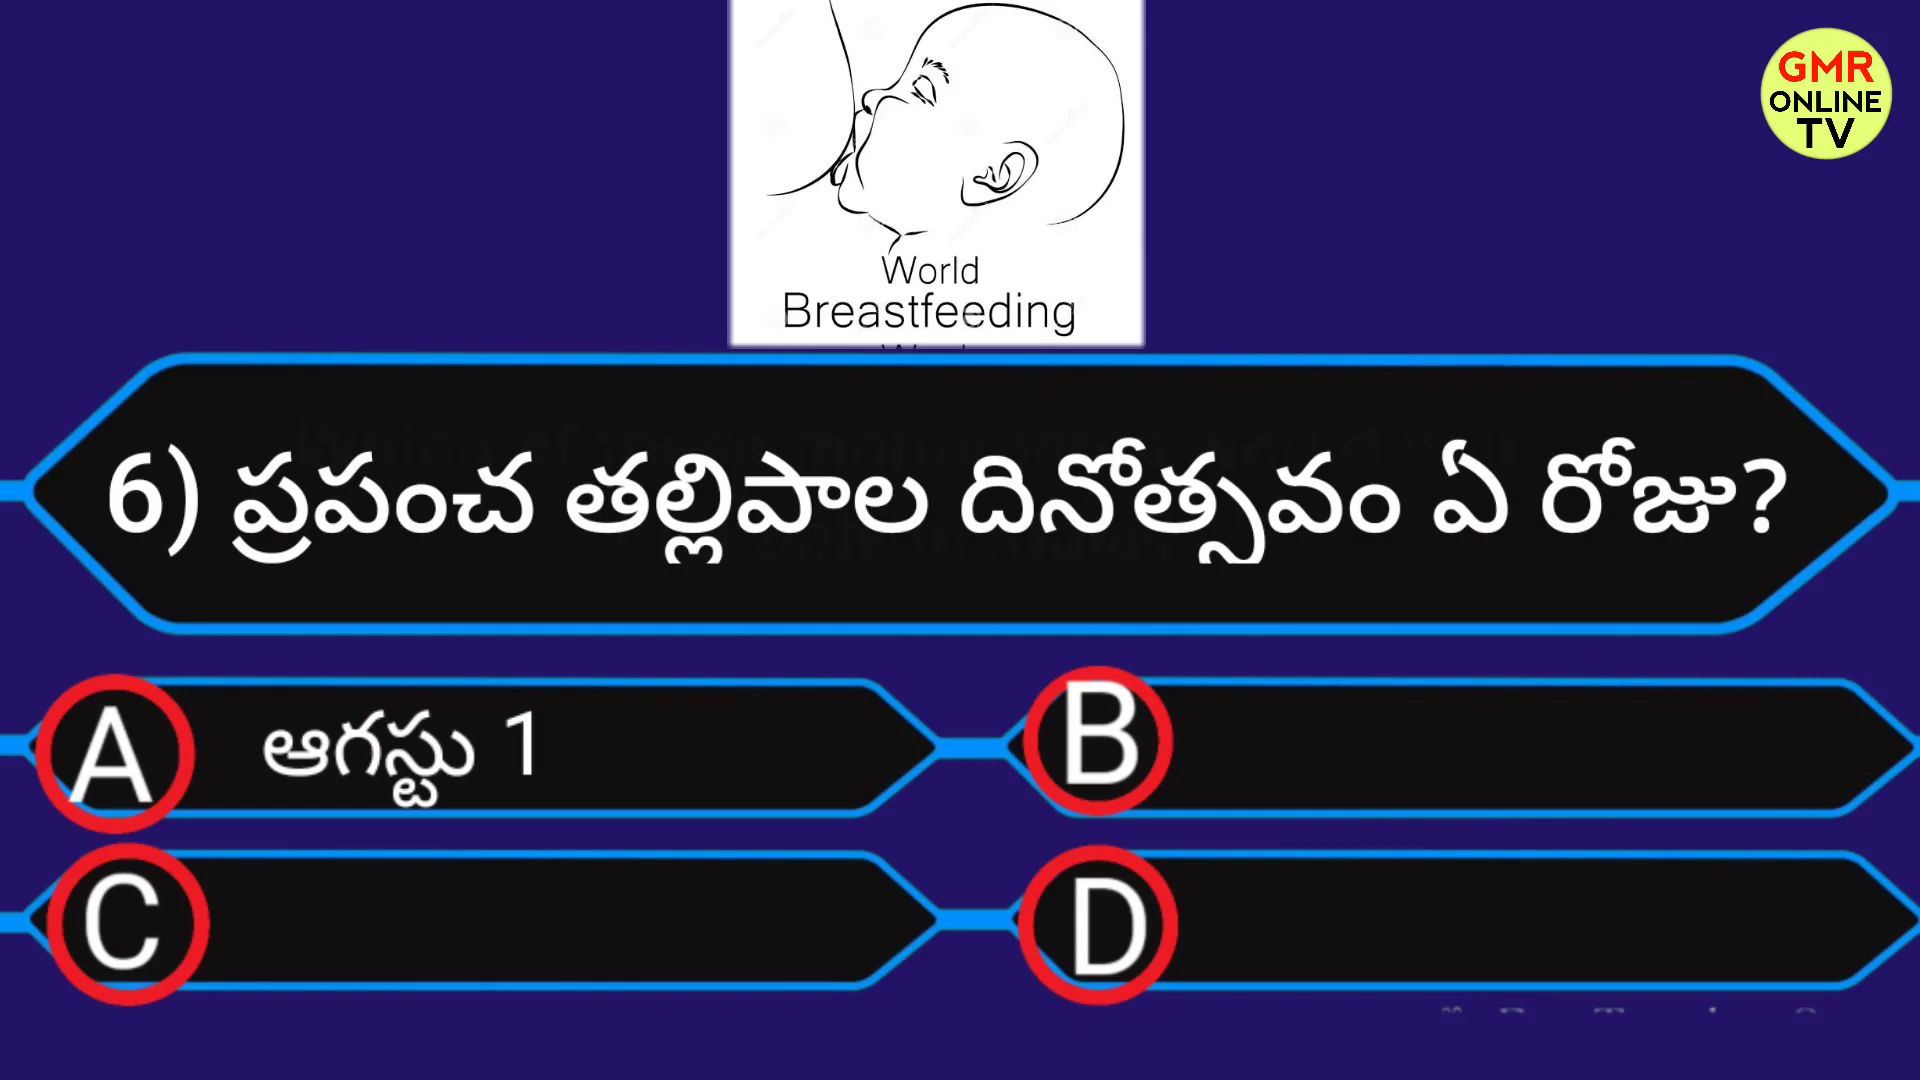 GMR
ONLINE
TV
World
Breastfeeding
6) ప్రపంచ తల్లిపాల దినోత్సవం ఏ రోజు?
A ఆగస్టు 1
B
C
D